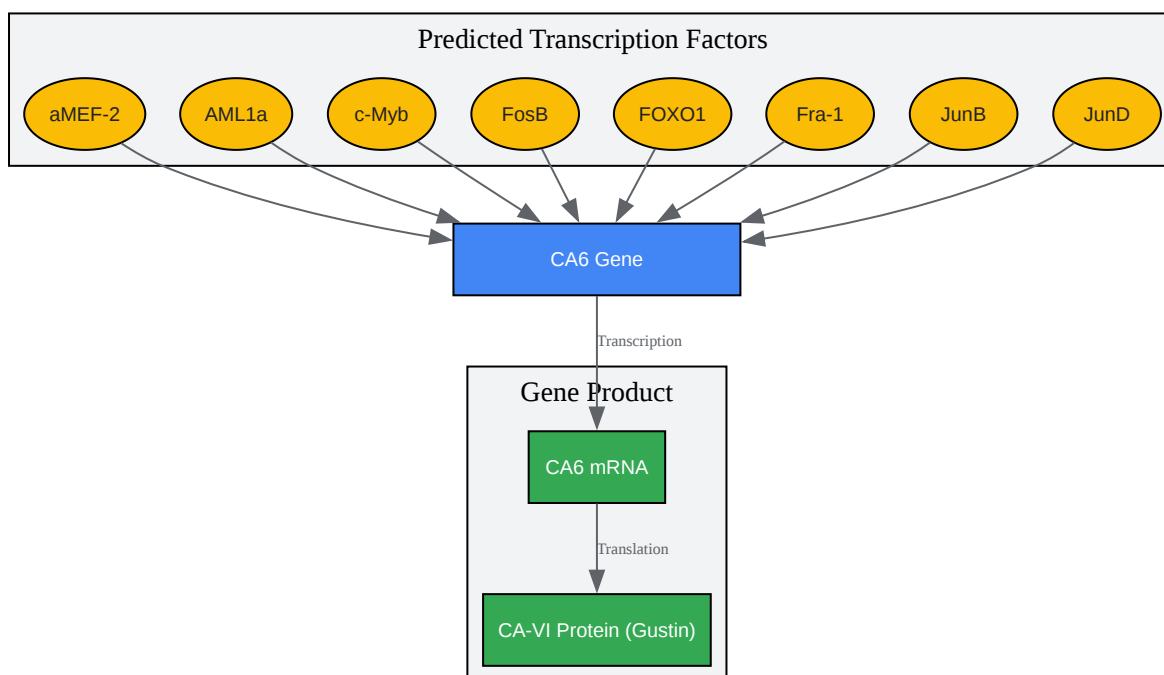 Predicted Transcription Factors
aMEF-2 AML1a c-Myb FosB FOXO1 Fra-1 JunB JunD
CA6 Gene
Transcription
Gene Product
CA6 mRNA
Translation
CA-VI Protein (Gustin)